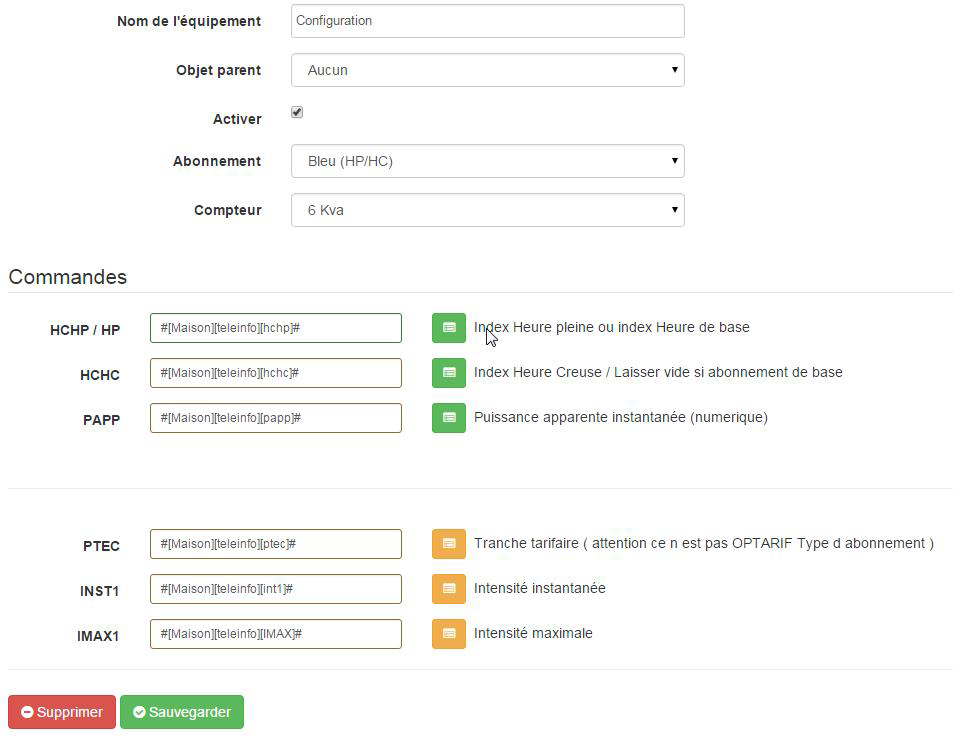 Nom de l'équipement Configuration
Objet parent Aucun
Activer
Abonnement Bleu (HP/HC)
Compteur 6 Kva
Commandes
HCHP / HP #[Maison][teleinfo][hchp]# Index Heure pleine ou index Heure de base
HCHC #[Maison][teleinfo][hchc]# Index Heure Creuse / Laisser vide si abonnement de base
PAPP #[Maison][teleinfo][papp]# Puissance apparente instantanée (numerique)
PTEC #[Maison][teleinfo][ptec]# Tranche tarifaire ( attention ce n est pas OPTARIF Type d abonnement )
INST1 #[Maison][teleinfo][int1]# Intensité instantanée
IMAX1 #[Maison][teleinfo][IMAX]# Intensité maximale
Supprimer Sauvegarder